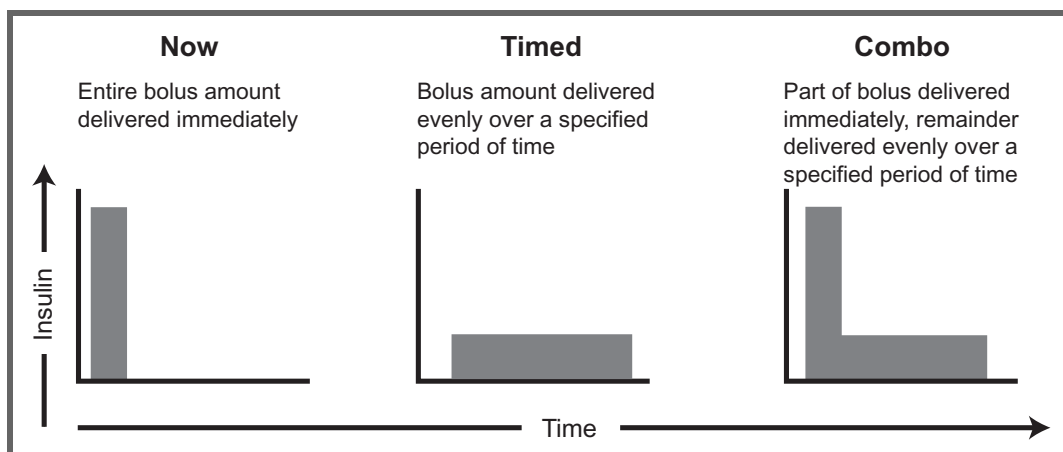 Now
Entire bolus amount
delivered immediately
Timed
Bolus amount delivered
evenly over a specified
period of time
Combo
Part of bolus delivered
immediately, remainder
delivered evenly over a
specified period of time
Insulin
Time